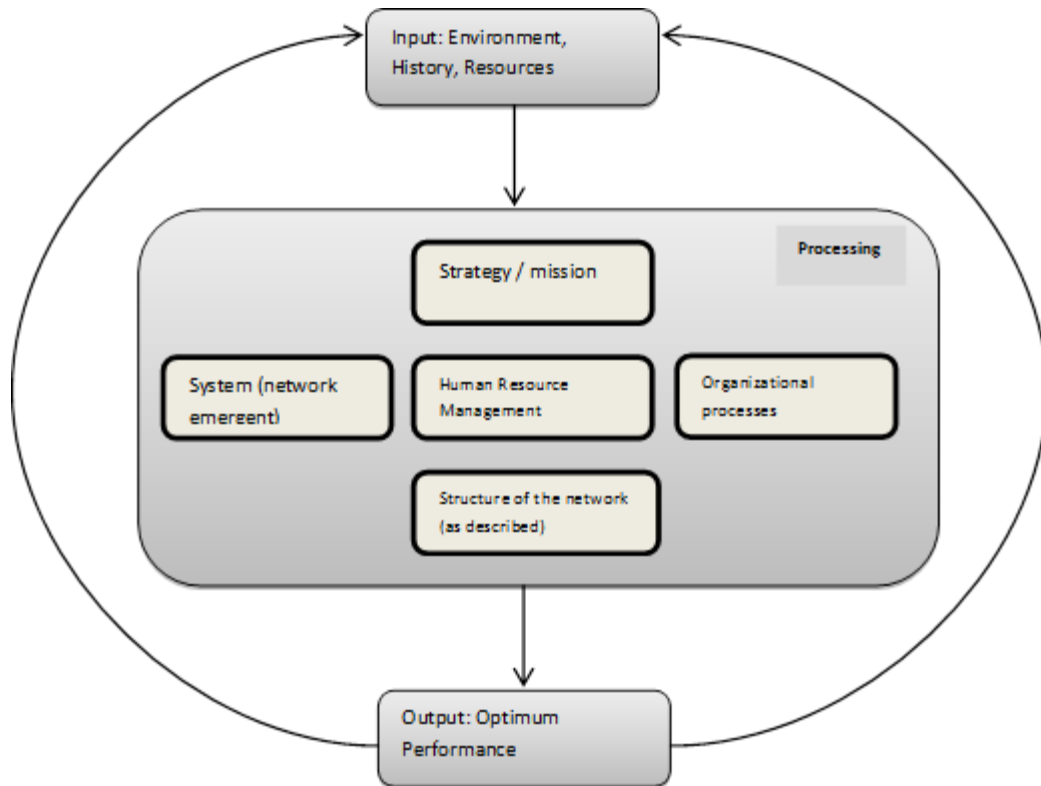 Input: Environment,
History, Resources
Processing
Strategy / mission
System (network
emergent)
Human Resource
Management
Organizational
processes
Structure of the network
(as described)
Output: Optimum
Performance